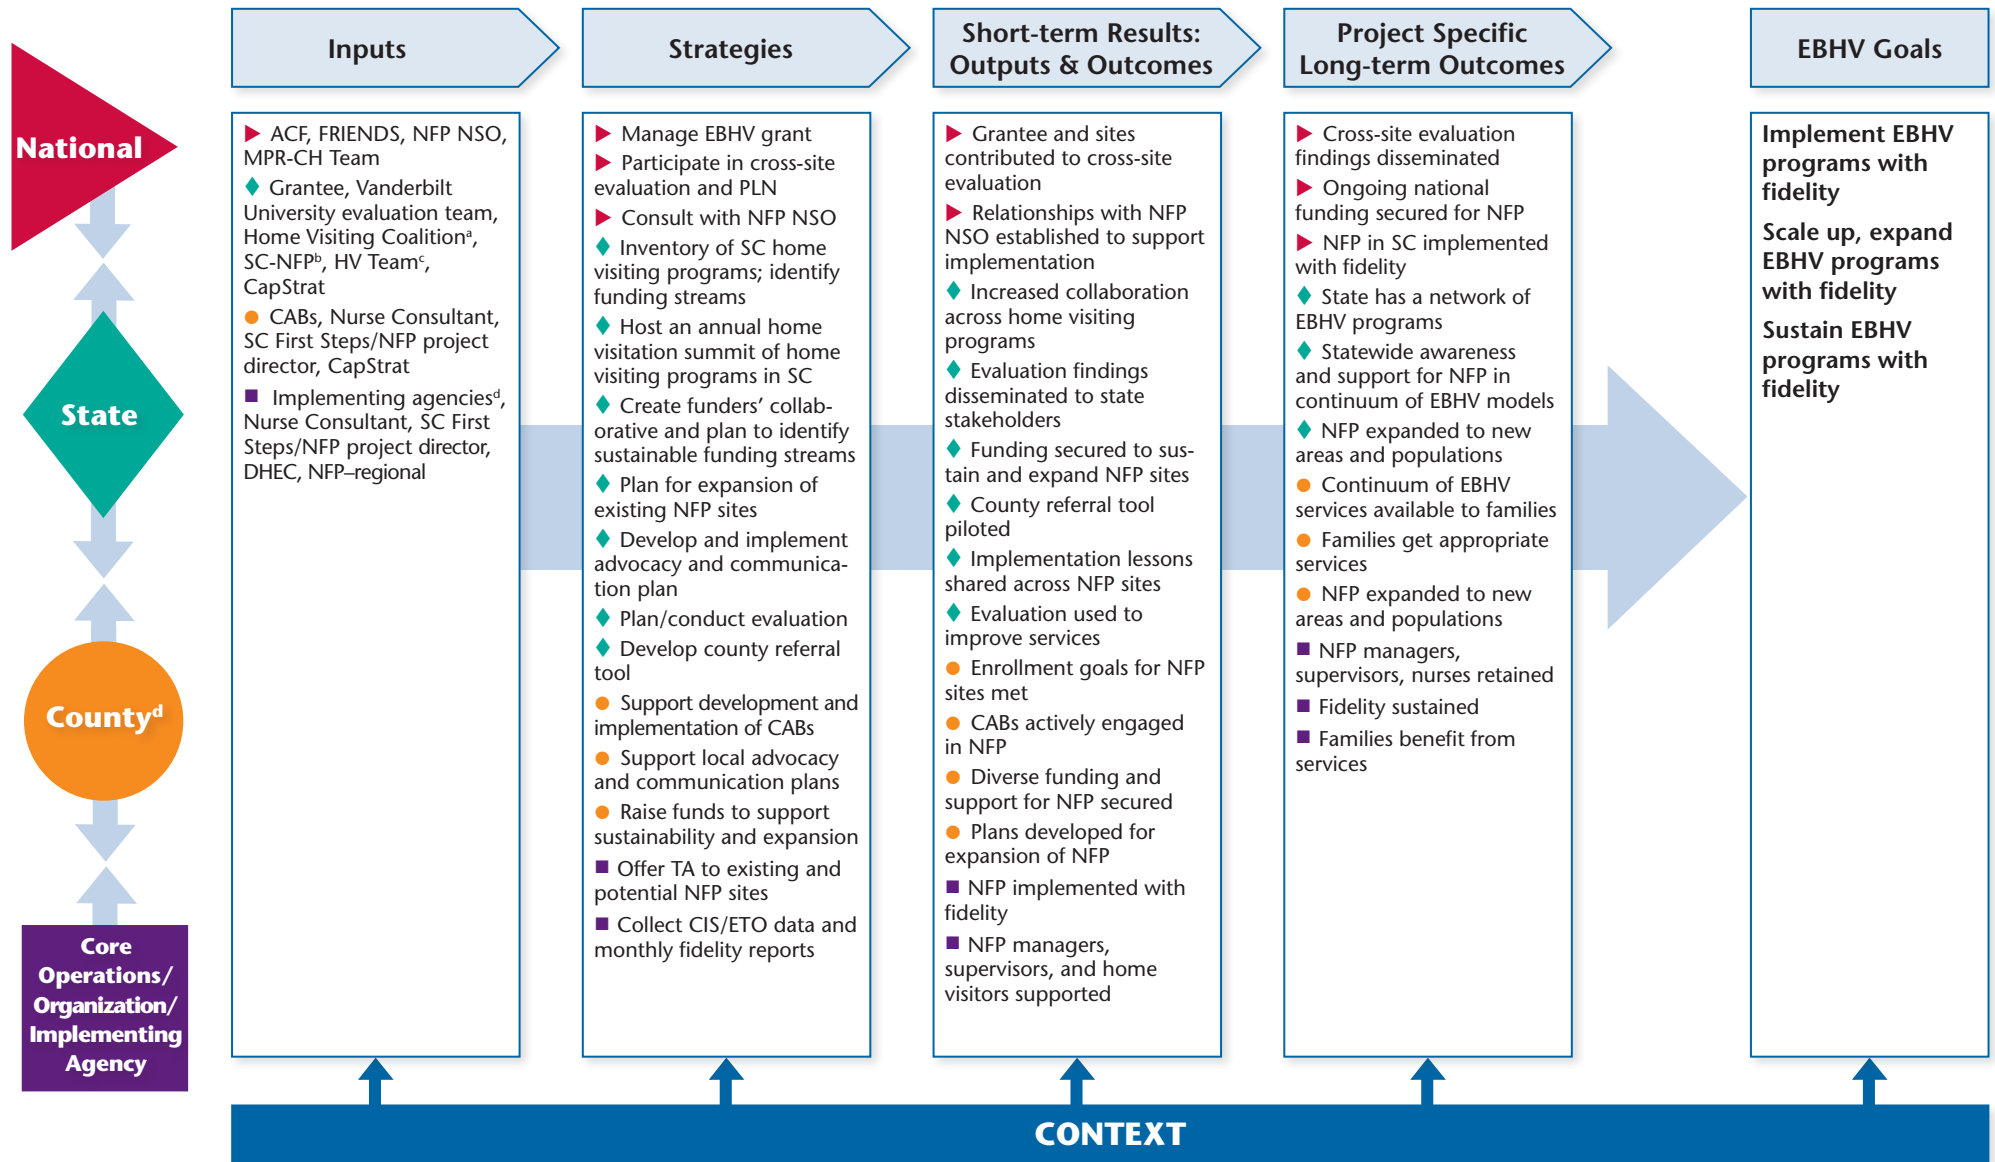 Inputs
Strategies
Short-term Results:
Outputs & Outcomes
Project Specific
Long-term Outcomes
EBHV Goals
National
State
Countyᵈ
Core
Operations/
Organization/
Implementing
Agency
▶ ACF, FRIENDS, NFP NSO,
MPR-CH Team
♦ Grantee, Vanderbilt
University evaluation team,
Home Visiting Coalitionᵃ,
SC-NFPᵇ, HV Teamᶜ,
CapStrat
● CABs, Nurse Consultant,
SC First Steps/NFP project
director, CapStrat
■ Implementing agenciesᵈ,
Nurse Consultant, SC First
Steps/NFP project director,
DHEC, NFP–regional
▶ Manage EBHV grant
▶ Participate in cross-site
evaluation and PLN
▶ Consult with NFP NSO
♦ Inventory of SC home
visiting programs; identify
funding streams
♦ Host an annual home
visitation summit of home
visiting programs in SC
♦ Create funders’ collab-
orative and plan to identify
sustainable funding streams
♦ Plan for expansion of
existing NFP sites
♦ Develop and implement
advocacy and communica-
tion plan
♦ Plan/conduct evaluation
♦ Develop county referral
tool
● Support development and
implementation of CABs
● Support local advocacy
and communication plans
● Raise funds to support
sustainability and expansion
■ Offer TA to existing and
potential NFP sites
■ Collect CIS/ETO data and
monthly fidelity reports
▶ Grantee and sites
contributed to cross-site
evaluation
▶ Relationships with NFP
NSO established to support
implementation
♦ Increased collaboration
across home visiting
programs
♦ Evaluation findings
disseminated to state
stakeholders
♦ Funding secured to sus-
tain and expand NFP sites
♦ County referral tool
piloted
♦ Implementation lessons
shared across NFP sites
♦ Evaluation used to
improve services
● Enrollment goals for NFP
sites met
● CABs actively engaged
in NFP
● Diverse funding and
support for NFP secured
● Plans developed for
expansion of NFP
■ NFP implemented with
fidelity
■ NFP managers,
supervisors, and home
visitors supported
▶ Cross-site evaluation
findings disseminated
▶ Ongoing national
funding secured for NFP
▶ NFP in SC implemented
with fidelity
♦ State has a network of
EBHV programs
♦ Statewide awareness
and support for NFP in
continuum of EBHV models
♦ NFP expanded to new
areas and populations
● Continuum of EBHV
services available to families
● Families get appropriate
services
● NFP expanded to new
areas and populations
■ NFP managers,
supervisors, nurses retained
■ Fidelity sustained
■ Families benefit from
services
Implement EBHV
programs with
fidelity
Scale up, expand
EBHV programs
with fidelity
Sustain EBHV
programs with
fidelity
CONTEXT